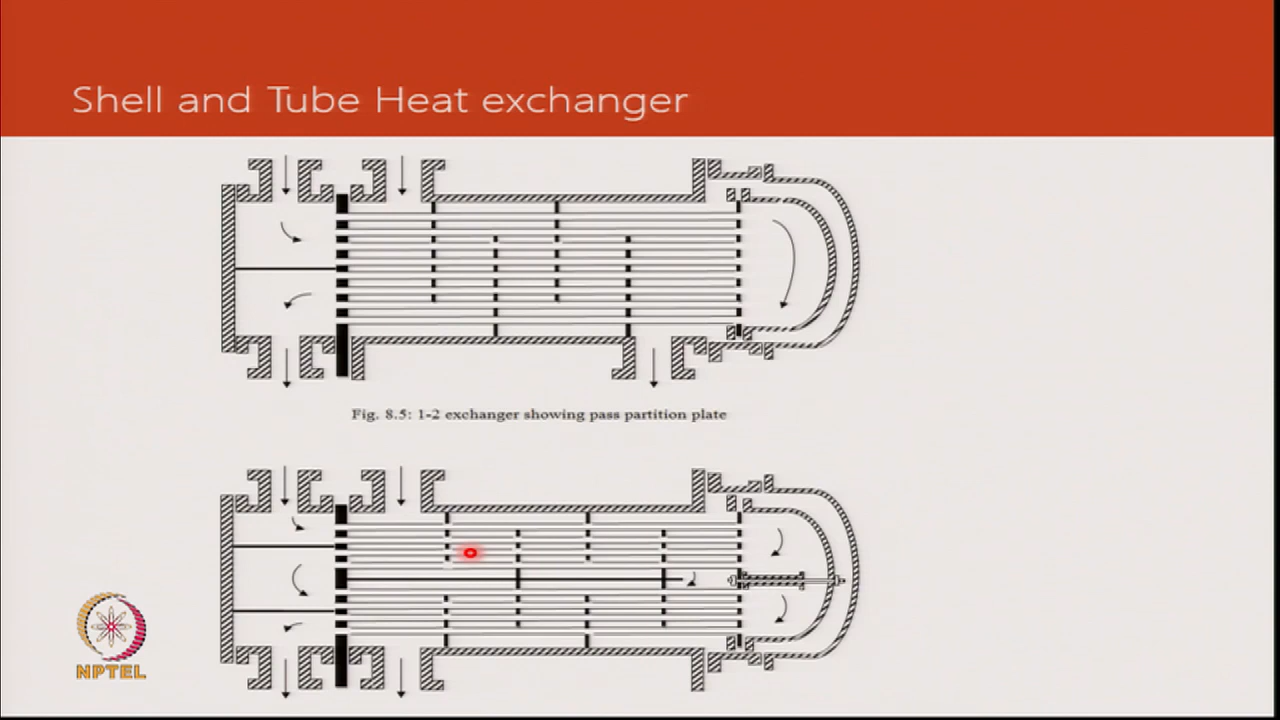 Shell and Tube Heat exchanger
Fig. 8.5: 1-2 exchanger showing pass partition plate
NPTEL